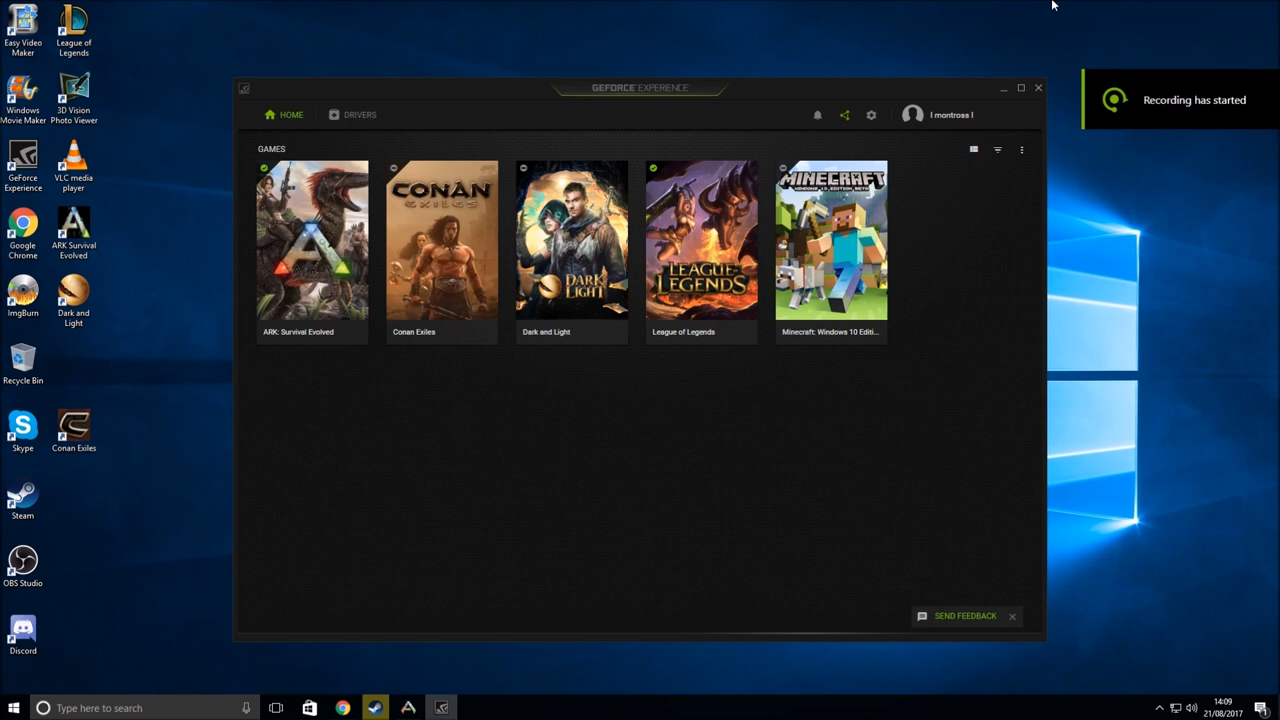 Easy Video
Maker
League of
Legends
Windows
Movie Maker
3D Vision
Photo Viewer
GeForce
Experience
VLC media
player
Google
Chrome
ARK Survival
Evolved
ImgBurn
Dark and
Light
Recycle Bin
Skype
Conan Exiles
Steam
OBS Studio
Discord
GEFORCE EXPERIENCE
HOME
DRIVERS
l montross l
GAMES
CONAN
EXILES
DARK
LIGHT
LEAGUE OF
LEGENDS
MINECRAFT
WINDOWS 10 EDITION BETA
ARK: Survival Evolved
Conan Exiles
Dark and Light
League of Legends
Minecraft: Windows 10 Editi...
SEND FEEDBACK
Recording has started
Type here to search
14:09
21/08/2017
1